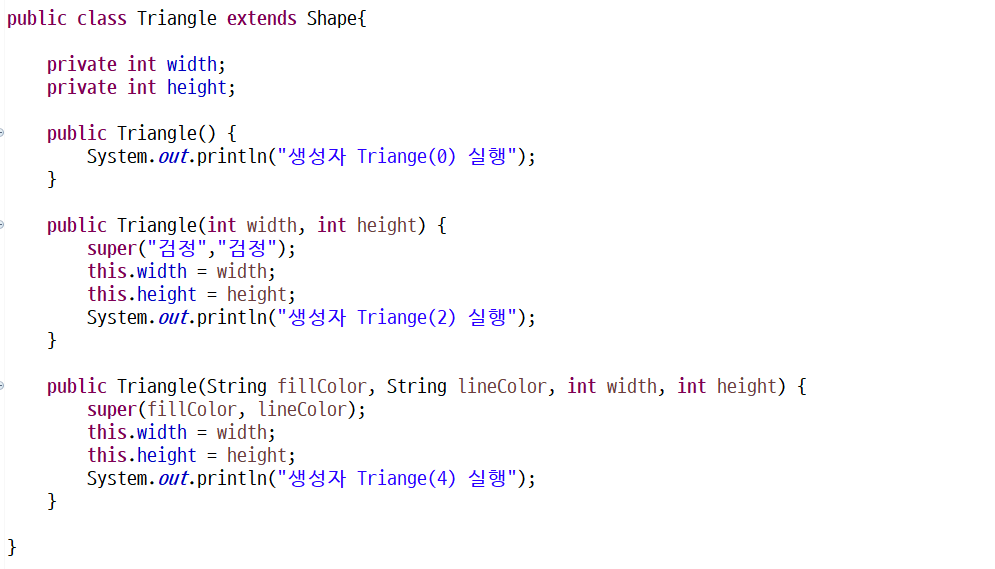 public class Triangle extends Shape{
private int width;
private int height;
public Triangle() {
System.out.println("생성자 Triange(0) 실행");
}
public Triangle(int width, int height) {
super("검정","검정");
this.width = width;
this.height = height;
System.out.println("생성자 Triange(2) 실행");
}
public Triangle(String fillColor, String lineColor, int width, int height) {
super(fillColor, lineColor);
this.width = width;
this.height = height;
System.out.println("생성자 Triange(4) 실행");
}
}